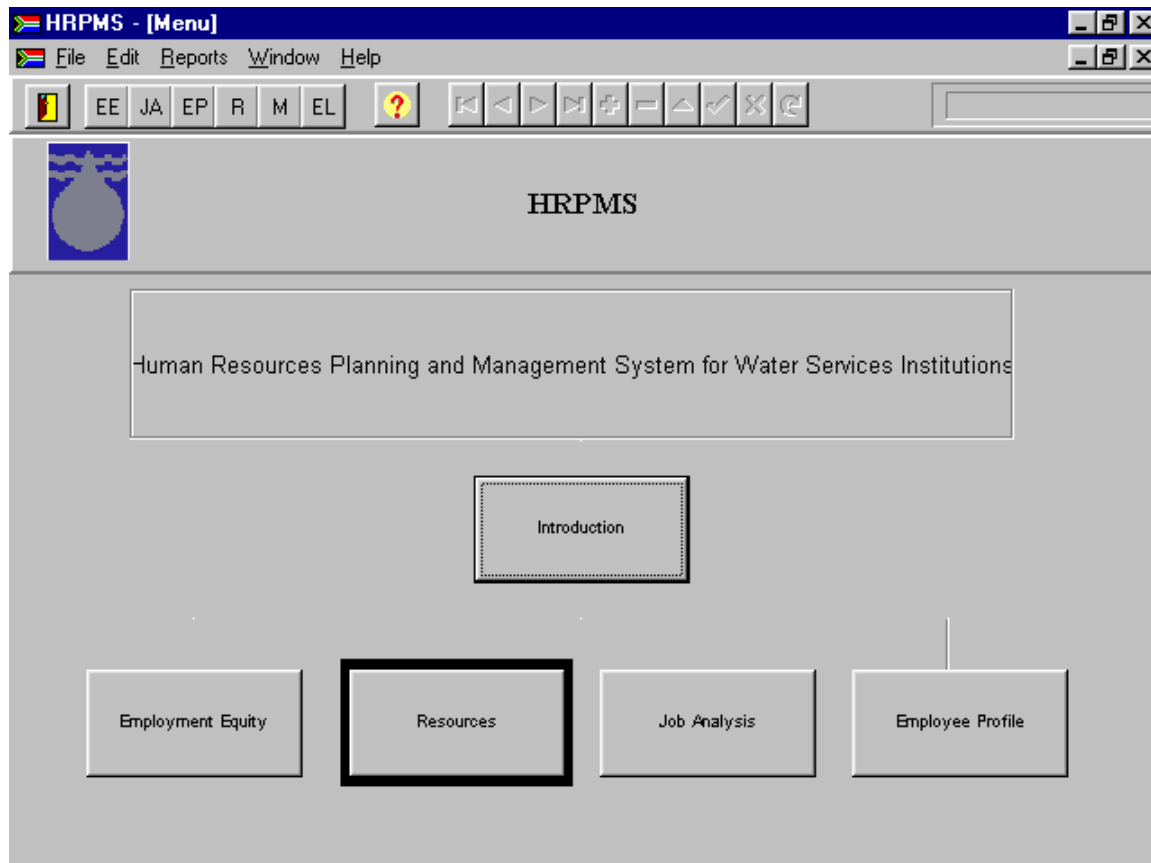 HRPMS - [Menu]
File Edit Reports Window Help
EE JA EP R M EL ?
HRPMS
Human Resources Planning and Management System for Water Services Institutions
Introduction
Employment Equity Resources Job Analysis Employee Profile